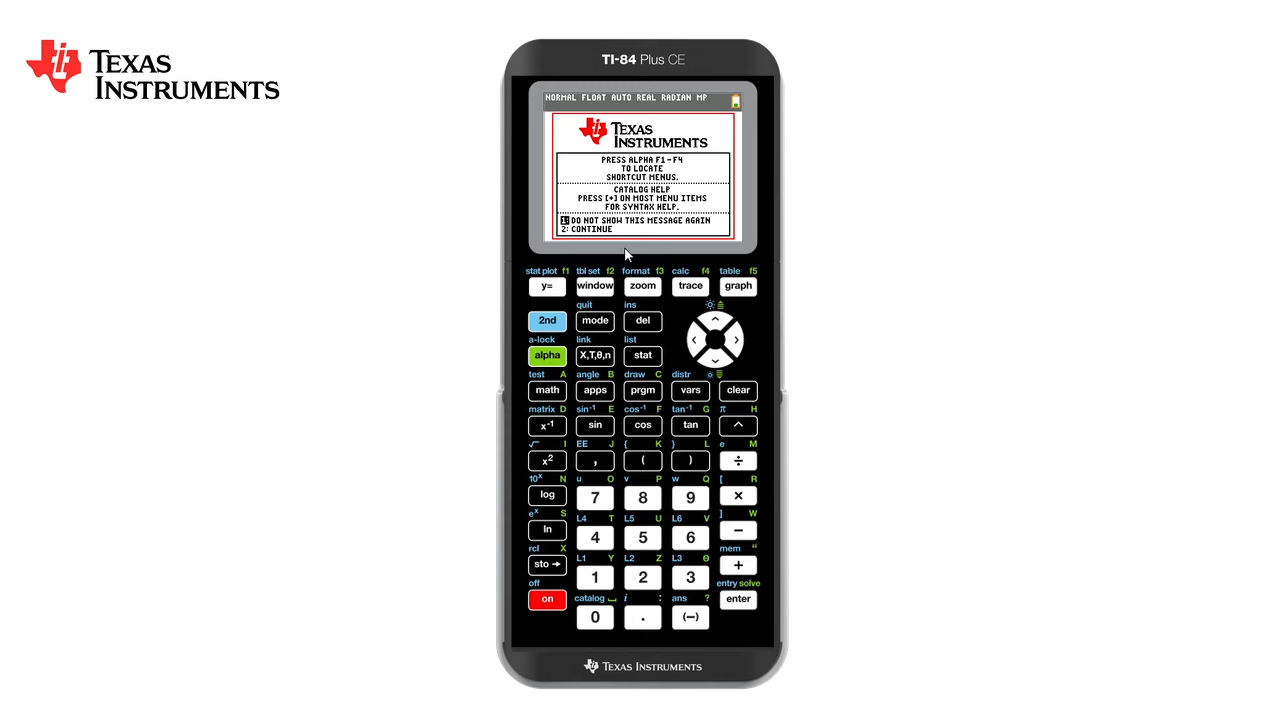 TEXAS
INSTRUMENTS
TI-84 Plus CE
NORMAL FLOAT AUTO REAL RADIAN MP
TEXAS
INSTRUMENTS
PRESS ALPHA F1-F4
TO LOCATE
SHORTCUT MENUS.
CATALOG HELP
PRESS [+] ON MOST MENU ITEMS
FOR SYNTAX HELP.
1: DO NOT SHOW THIS MESSAGE AGAIN
2: CONTINUE
stat plot f1 tbl set f2 format f3 calc f4 table f5
y= window zoom trace graph
quit ins
2nd mode del
a-lock link list
alpha X,T,θ,n stat
test A angle B draw C distr
math apps prgm vars clear
matrix D sin⁻¹ E cos⁻¹ F tan⁻¹ G π H
x⁻¹ sin cos tan ^
√ I EE J { K } L e M
x² , ( ) ÷
10ˣ N u O v P w Q [ R
log 7 8 9 ×
eˣ S L4 T L5 U L6 V ] W
ln 4 5 6 −
rcl X L1 Y L2 Z L3 θ mem “
sto → 1 2 3 +
off catalog ⎵ i : ans ? entry solve
on 0 . (−) enter
TEXAS INSTRUMENTS